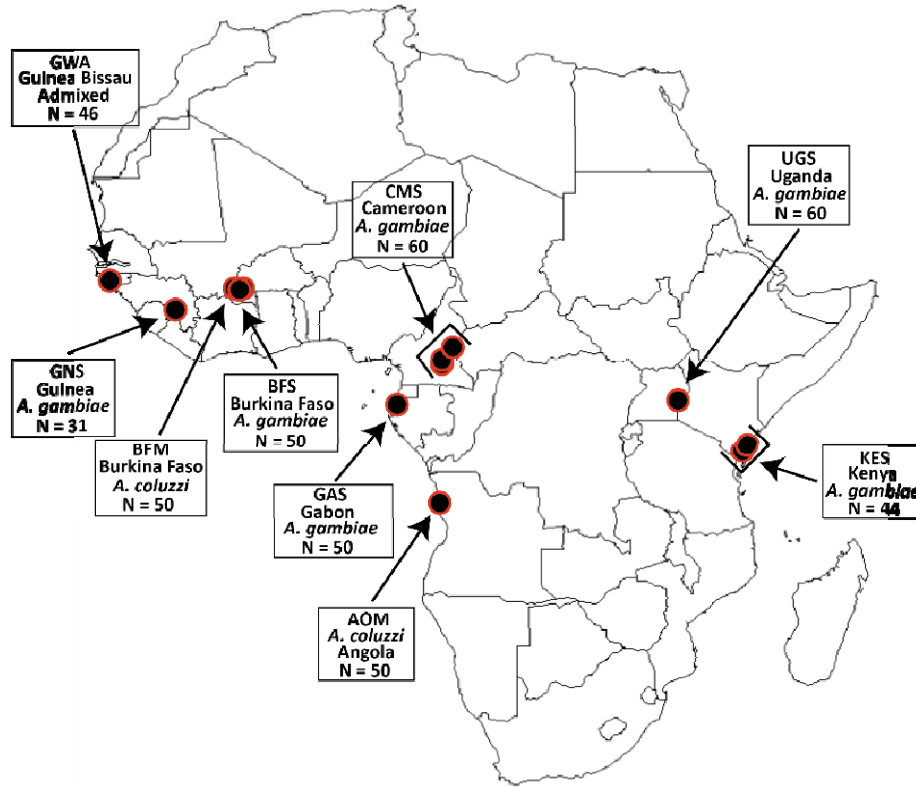 GWA
Guinea Bissau
Admixed
N = 46
CMS
Cameroon
A. gambiae
N = 60
UGS
Uganda
A. gambiae
N = 60
GNS
Guinea
A. gambiae
N = 31
BFM
Burkina Faso
A. coluzzi
N = 50
BFS
Burkina Faso
A. gambiae
N = 50
GAS
Gabon
A. gambiae
N = 50
AOM
A. coluzzi
Angola
N = 50
KES
Kenya
A. gambiae
N = 44